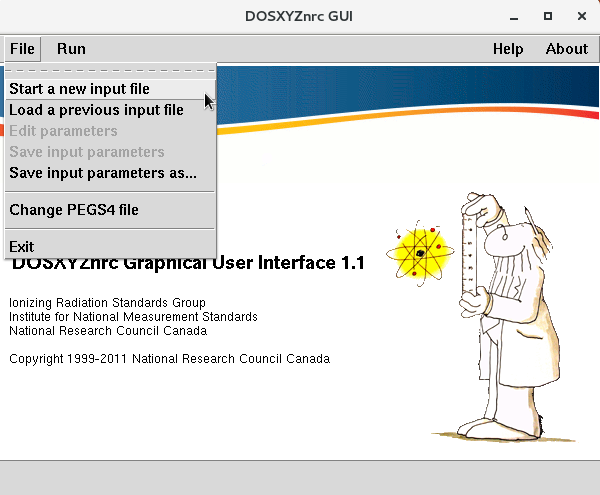 DOSXYZnrc GUI
File Run Help About
Start a new input file
Load a previous input file
Edit parameters
Save input parameters
Save input parameters as...
Change PEGS4 file
Exit
DOSXYZnrc Graphical User Interface 1.1
Ionizing Radiation Standards Group
Institute for National Measurement Standards
National Research Council Canada
Copyright 1999-2011 National Research Council Canada